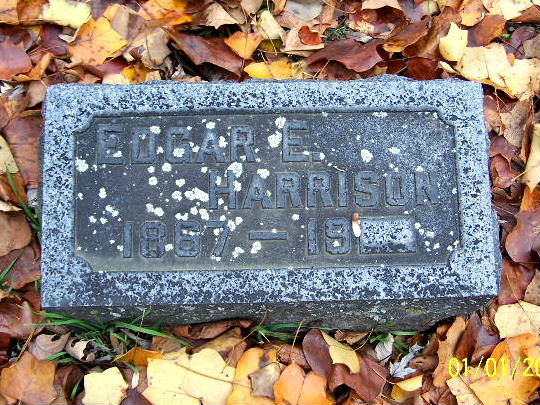 EDGAR E.
HARRISON
1867 – 19
01/01/20